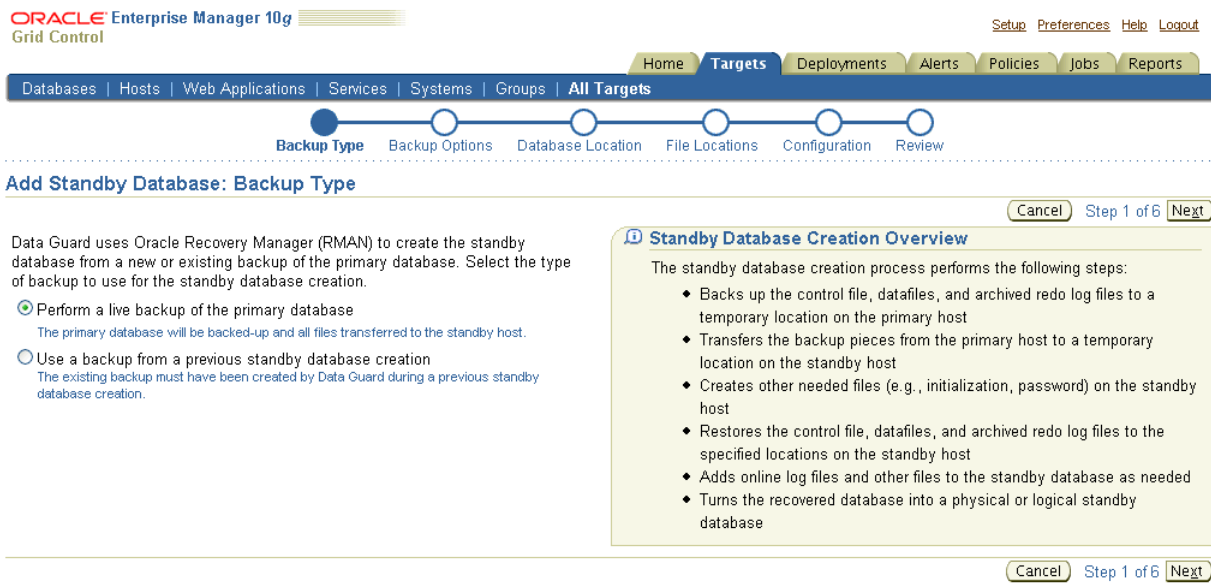 ORACLE Enterprise Manager 10g
Grid Control
Setup Preferences Help Logout
Home Targets Deployments Alerts Policies Jobs Reports
Databases | Hosts | Web Applications | Services | Systems | Groups | All Targets
Backup Type Backup Options Database Location File Locations Configuration Review
Add Standby Database: Backup Type
Cancel Step 1 of 6 Next
Data Guard uses Oracle Recovery Manager (RMAN) to create the standby
database from a new or existing backup of the primary database. Select the type
of backup to use for the standby database creation.
Perform a live backup of the primary database
The primary database will be backed-up and all files transferred to the standby host.
Use a backup from a previous standby database creation
The existing backup must have been created by Data Guard during a previous standby
database creation.
Standby Database Creation Overview
The standby database creation process performs the following steps:
◆ Backs up the control file, datafiles, and archived redo log files to a
temporary location on the primary host
◆ Transfers the backup pieces from the primary host to a temporary
location on the standby host
◆ Creates other needed files (e.g., initialization, password) on the standby
host
◆ Restores the control file, datafiles, and archived redo log files to the
specified locations on the standby host
◆ Adds online log files and other files to the standby database as needed
◆ Turns the recovered database into a physical or logical standby
database
Cancel Step 1 of 6 Next